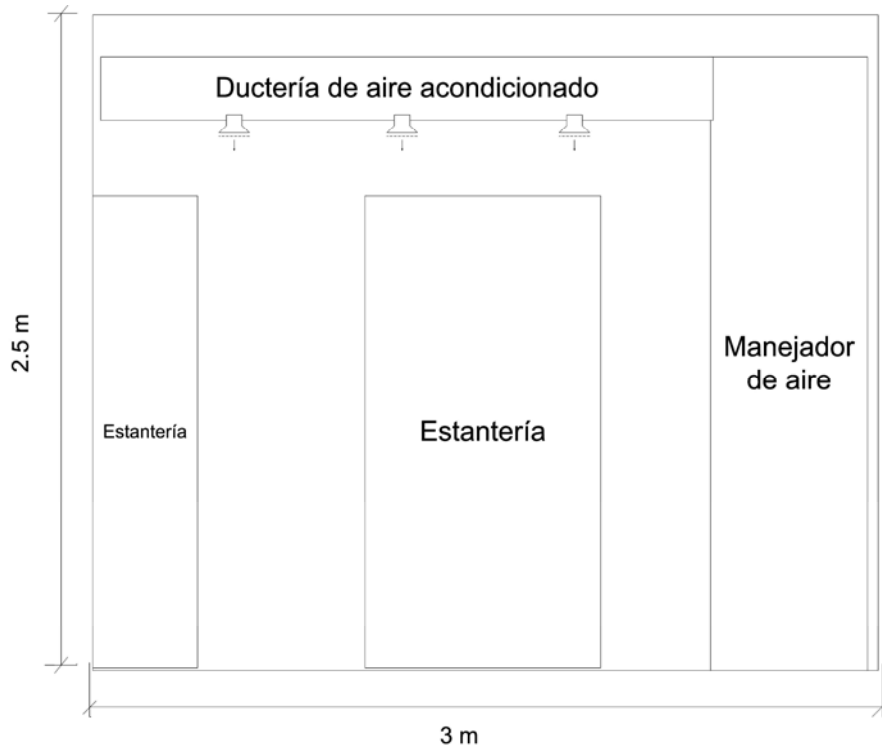 Ductería de aire acondicionado
2.5 m
Manejador
de aire
Estantería
Estantería
3 m